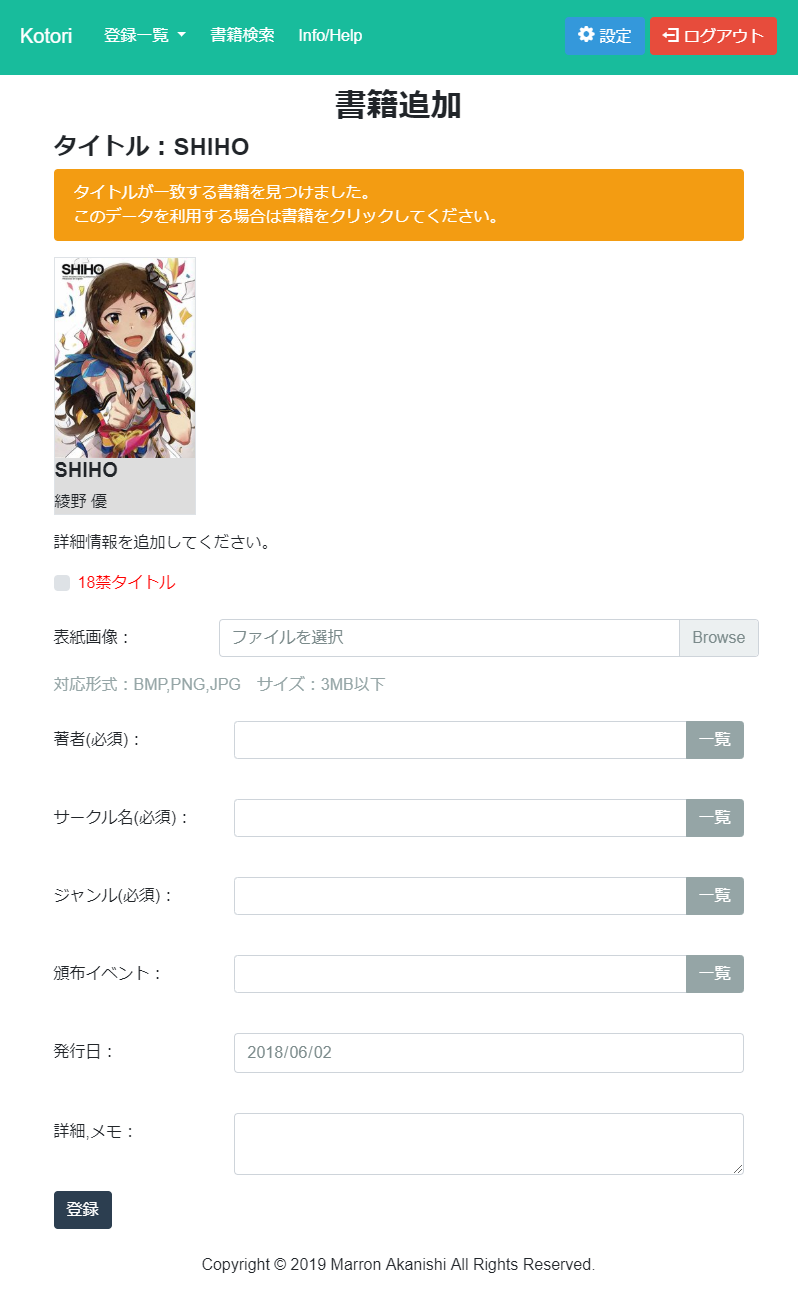 Kotori 登録一覧 書籍検索 Info/Help 設定 ログアウト
書籍追加
タイトル：SHIHO
タイトルが一致する書籍を見つけました。
このデータを利用する場合は書籍をクリックしてください。
SHIHO
SHIHO
綾野 優
詳細情報を追加してください。
18禁タイトル
表紙画像： ファイルを選択 Browse
対応形式：BMP,PNG,JPG　サイズ：3MB以下
著者(必須)： 一覧
サークル名(必須)： 一覧
ジャンル(必須)： 一覧
頒布イベント： 一覧
発行日： 2018/06/02
詳細,メモ：
登録
Copyright © 2019 Marron Akanishi All Rights Reserved.